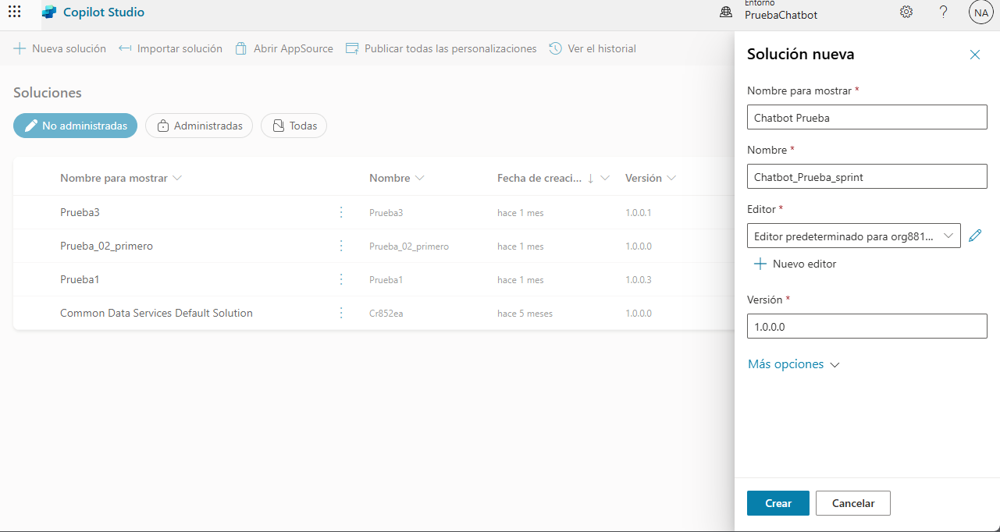 Copilot Studio
Entorno
PruebaChatbot
NA
Nueva solución
Importar solución
Abrir AppSource
Publicar todas las personalizaciones
Ver el historial
Soluciones
No administradas
Administradas
Todas
Nombre para mostrar
Nombre
Fecha de creaci...
Versión
Prueba3
Prueba3
hace 1 mes
1.0.0.1
Prueba_02_primero
Prueba_02_primero
hace 1 mes
1.0.0.0
Prueba1
Prueba1
hace 1 mes
1.0.0.3
Common Data Services Default Solution
Cr852ea
hace 5 meses
1.0.0.0
Solución nueva
Nombre para mostrar *
Chatbot Prueba
Nombre *
Chatbot_Prueba_sprint
Editor *
Editor predeterminado para org881...
Nuevo editor
Versión *
1.0.0.0
Más opciones
Crear
Cancelar